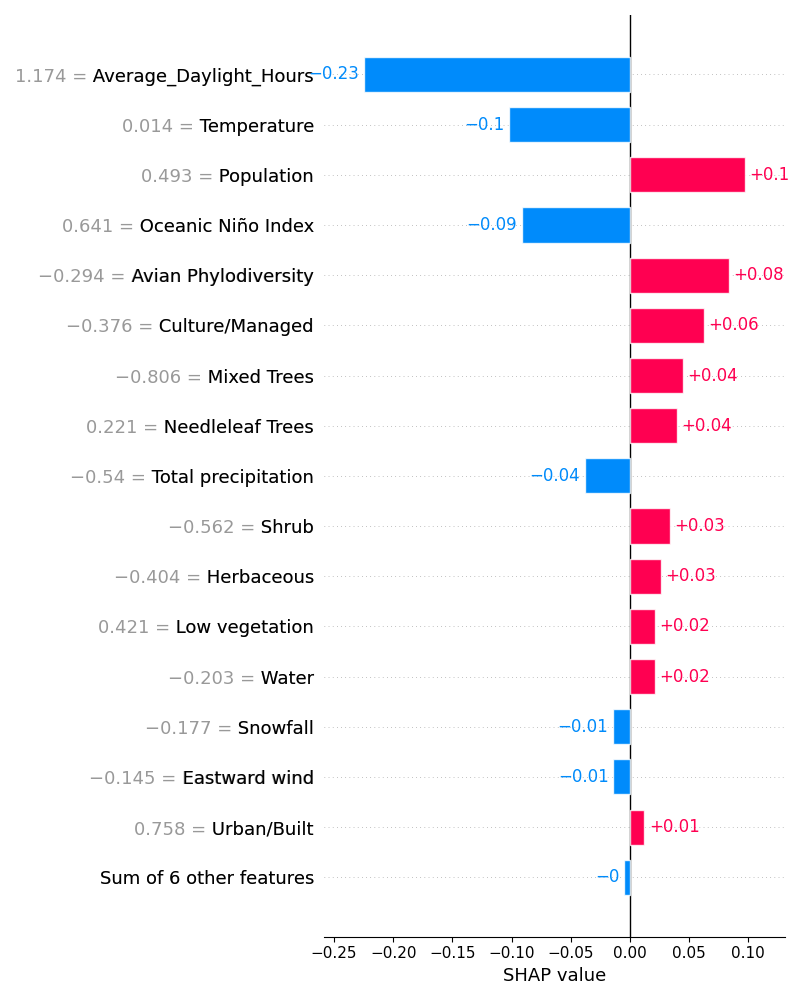 1.174 = Average_Daylight_Hours −0.23
0.014 = Temperature −0.1
0.493 = Population +0.1
0.641 = Oceanic Niño Index −0.09
−0.294 = Avian Phylodiversity +0.08
−0.376 = Culture/Managed +0.06
−0.806 = Mixed Trees +0.04
0.221 = Needleleaf Trees +0.04
−0.54 = Total precipitation −0.04
−0.562 = Shrub +0.03
−0.404 = Herbaceous +0.03
0.421 = Low vegetation +0.02
−0.203 = Water +0.02
−0.177 = Snowfall −0.01
−0.145 = Eastward wind −0.01
0.758 = Urban/Built +0.01
Sum of 6 other features −0
−0.25 −0.20 −0.15 −0.10 −0.05 0.00 0.05 0.10
SHAP value